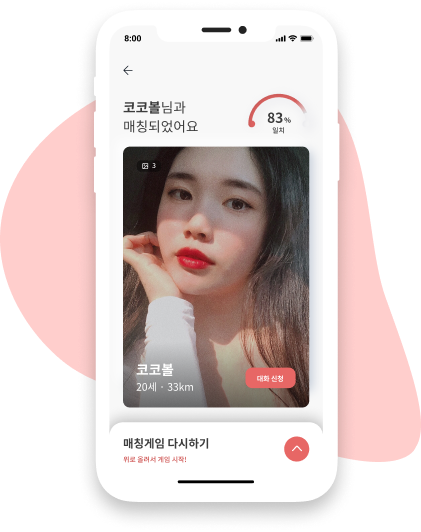 8:00
코코볼님과
매칭되었어요
83%
일치
3
코코볼
20세 · 33km
대화 신청
매칭게임 다시하기
위로 올려서 게임 시작!